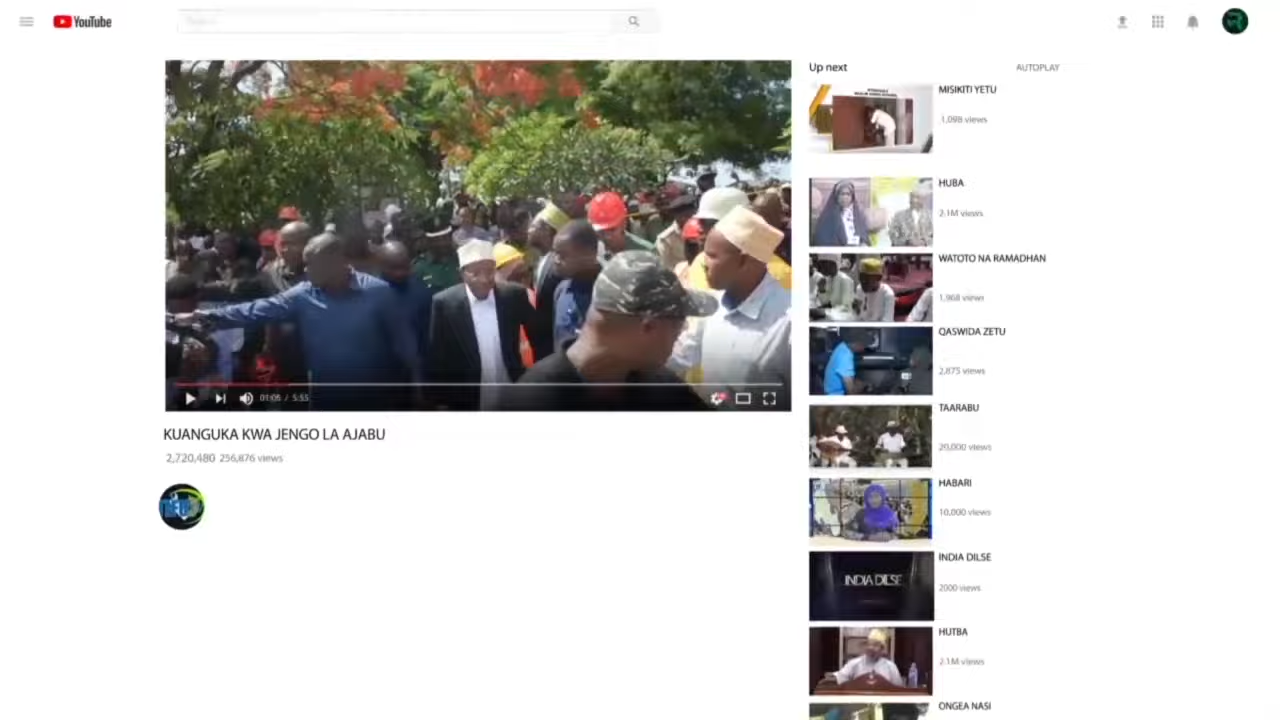 YouTube
KUANGUKA KWA JENGO LA AJABU
2,720,480 256,876 views
01:06 / 5:55
Up next
AUTOPLAY
MISIKITI YETU
1,098 views
HUBA
2.1M views
WATOTO NA RAMADHAN
1,968 views
QASWIDA ZETU
2,875 views
TAARABU
20,000 views
HABARI
10,000 views
INDIA DILSE
INDIA DILSE
2000 views
HUTBA
2.1M views
ONGEA NASI